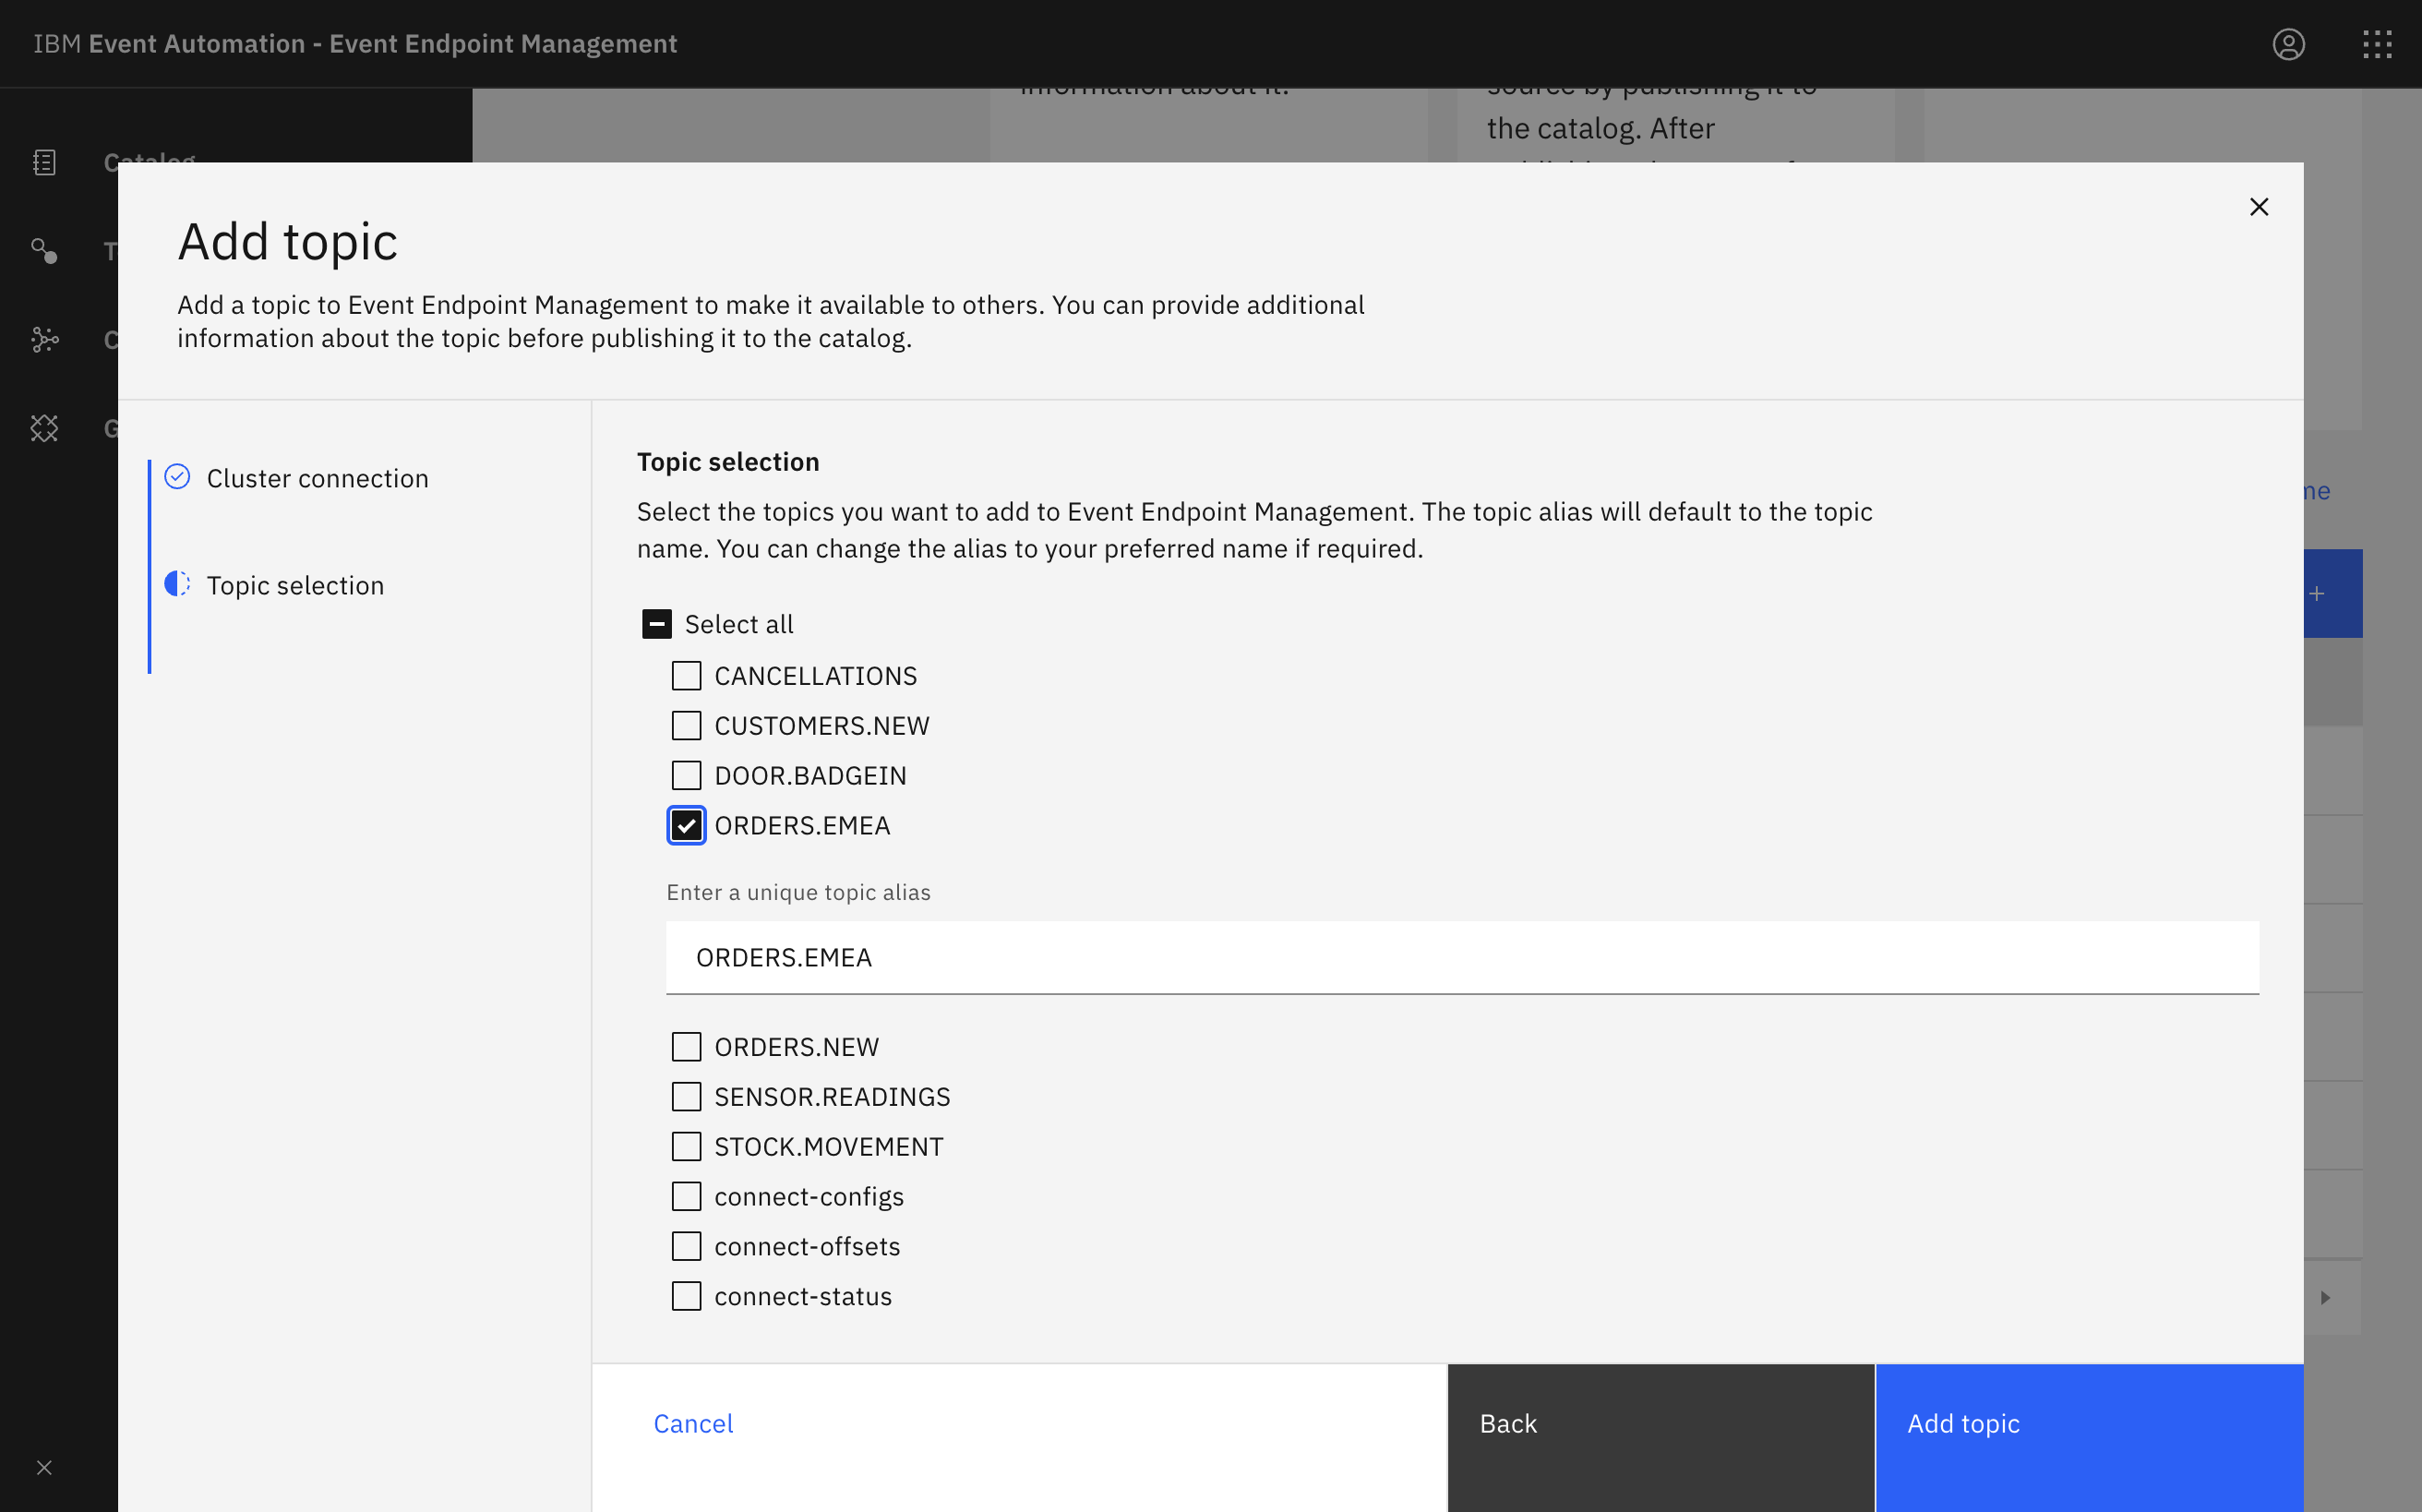 IBM Event Automation - Event Endpoint Management
information about it.
source by publishing it to
the catalog. After
Catalog
Add topic
Add a topic to Event Endpoint Management to make it available to others. You can provide additional
information about the topic before publishing it to the catalog.
Cluster connection
Topic selection
Topic selection
Select the topics you want to add to Event Endpoint Management. The topic alias will default to the topic
name. You can change the alias to your preferred name if required.
Select all
CANCELLATIONS
CUSTOMERS.NEW
DOOR.BADGEIN
ORDERS.EMEA
Enter a unique topic alias
ORDERS.EMEA
ORDERS.NEW
SENSOR.READINGS
STOCK.MOVEMENT
connect-configs
connect-offsets
connect-status
Cancel
Back
Add topic